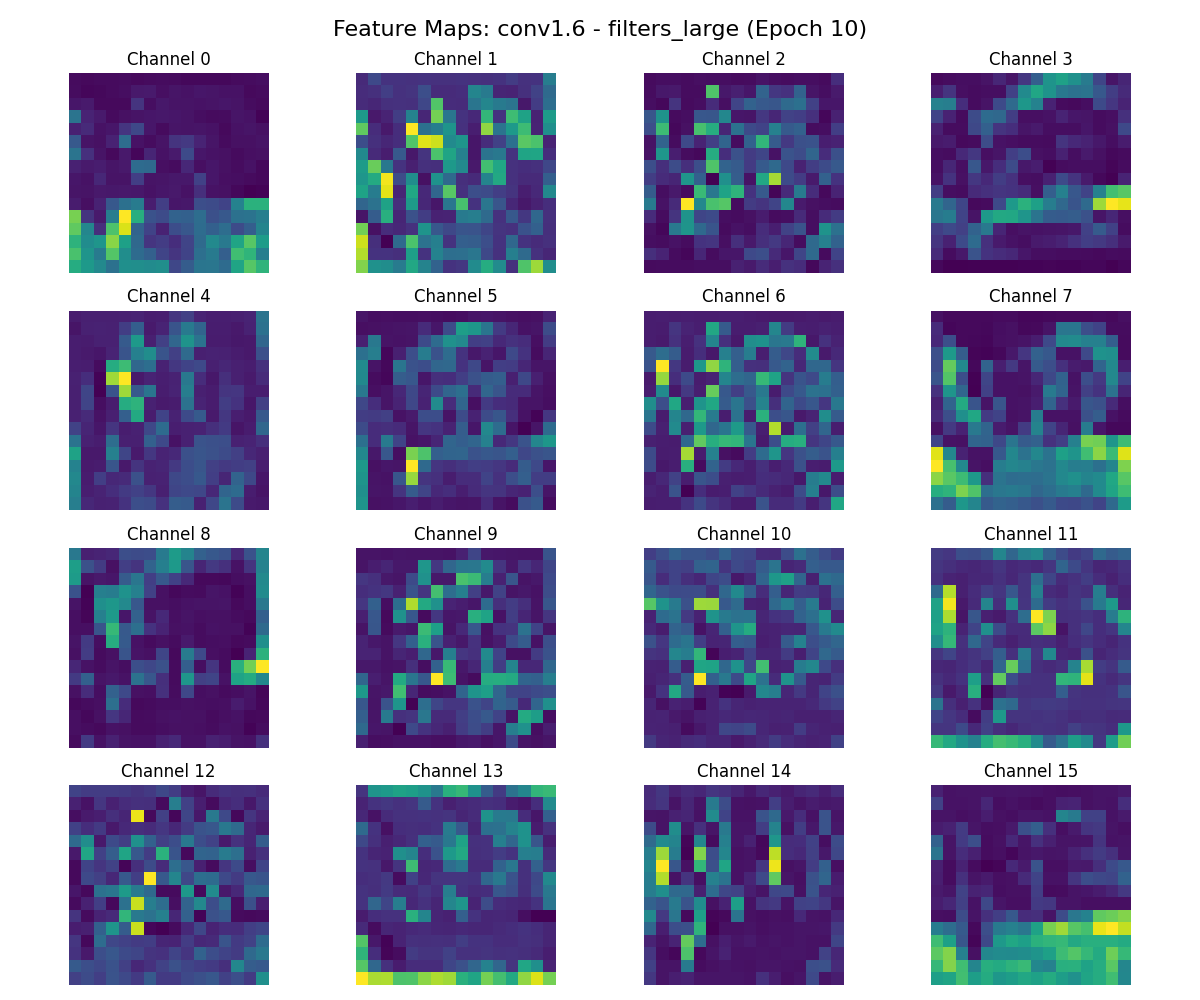 Feature Maps: conv1.6 - filters_large (Epoch 10)
Channel 0
Channel 1
Channel 2
Channel 3
Channel 4
Channel 5
Channel 6
Channel 7
Channel 8
Channel 9
Channel 10
Channel 11
Channel 12
Channel 13
Channel 14
Channel 15